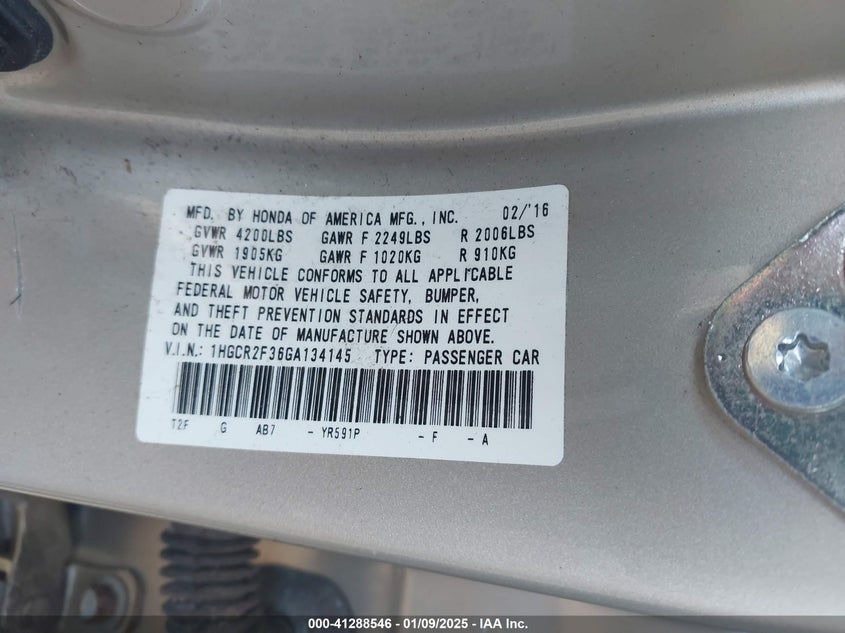 MFD. BY HONDA OF AMERICA MFG., INC. 02/'16
GVWR 4200LBS GAWR F 2249LBS R 2006LBS
GVWR 1905KG GAWR F 1020KG R 910KG
THIS VEHICLE CONFORMS TO ALL APPLICABLE
FEDERAL MOTOR VEHICLE SAFETY, BUMPER,
AND THEFT PREVENTION STANDARDS IN EFFECT
ON THE DATE OF MANUFACTURE SHOWN ABOVE.
V.I.N.: 1HGCR2F36GA134145 TYPE: PASSENGER CAR
T2F G AB7 - YR591P - F - A
000-41288546 - 01/09/2025 - IAA Inc.